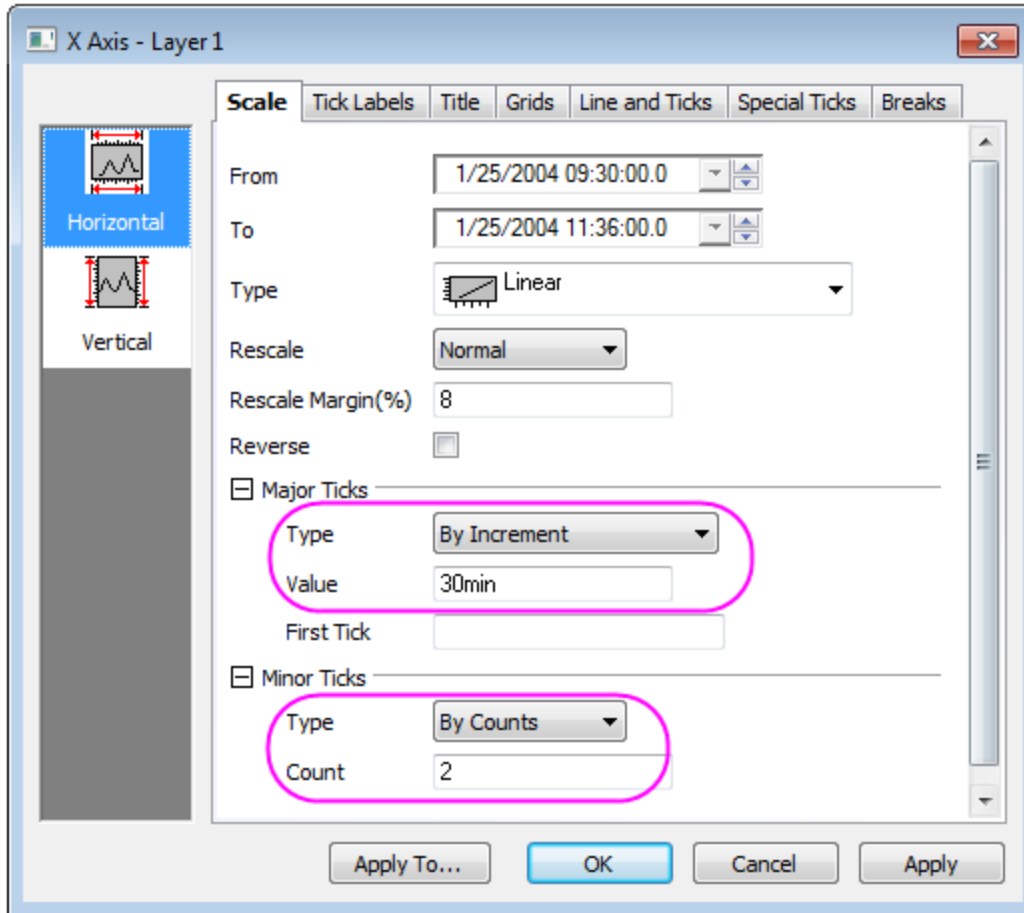 X Axis - Layer 1
Scale Tick Labels Title Grids Line and Ticks Special Ticks Breaks
Horizontal
Vertical
From 1/25/2004 09:30:00.0
To 1/25/2004 11:36:00.0
Type Linear
Rescale Normal
Rescale Margin(%) 8
Reverse
Major Ticks
Type By Increment
Value 30min
First Tick
Minor Ticks
Type By Counts
Count 2
Apply To... OK Cancel Apply